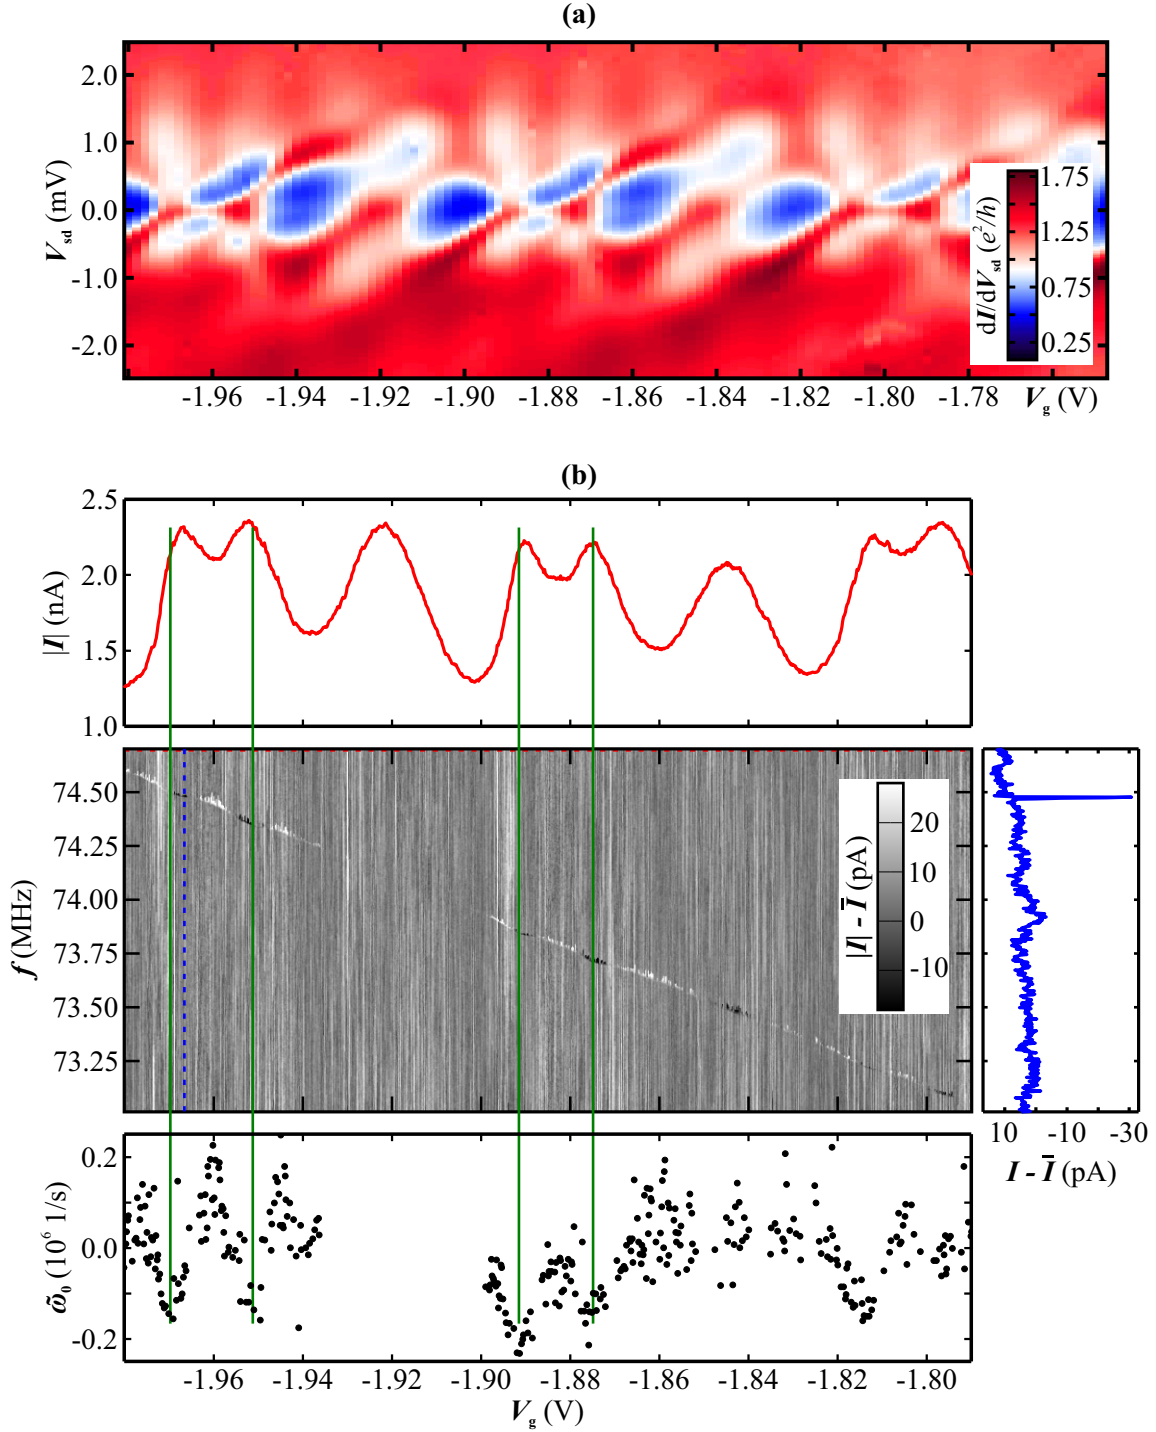 (a)
2.0
1.0
0.0
-1.0
-2.0
V_sd (mV)
dI/dV_sd (e²/h)
1.75
1.25
0.75
0.25
-1.96 -1.94 -1.92 -1.90 -1.88 -1.86 -1.84 -1.82 -1.80 -1.78 V_g (V)
(b)
2.5
2.0
1.5
1.0
|I| (nA)
74.50
74.25
74.00
73.75
73.50
73.25
f (MHz)
|I| - Ī (pA)
20
10
0
-10
10 -10 -30
I - Ī (pA)
0.2
0.0
-0.2
ω̃₀ (10⁶ 1/s)
-1.96 -1.94 -1.92 -1.90 -1.88 -1.86 -1.84 -1.82 -1.80
V_g (V)